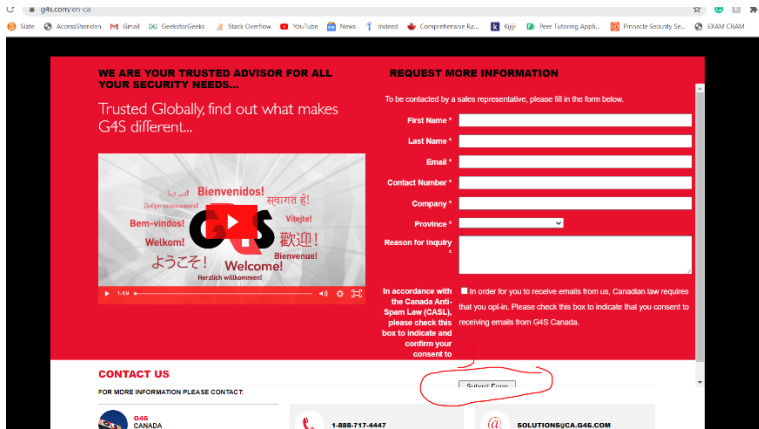 g4s.com/en-ca
Slate AccessSheridan Gmail GeeksforGeeks Stack Overflow YouTube News Indeed Comprehensive Ra... Kijiji Peer Tutoring Appli... Pinnacle Security Se... EXAM CRAM
WE ARE YOUR TRUSTED ADVISOR FOR ALL
YOUR SECURITY NEEDS...
Trusted Globally, find out what makes
G4S different...
Bienvenidos!
स्वागत है!
Bem-vindos!
G4S
Vítejte!
Welkom!
歡迎!
Bienvenue!
ようこそ!
Welcome!
Herzlich willkommen!
1:49
REQUEST MORE INFORMATION
To be contacted by a sales representative, please fill in the form below.
First Name *
Last Name *
Email *
Contact Number *
Company *
Province *
Reason for Inquiry
*
In accordance with
the Canada Anti-
Spam Law (CASL),
please check this
box to indicate and
confirm your
consent to
In order for you to receive emails from us, Canadian law requires
that you opt-in. Please check this box to indicate that you consent to
receiving emails from G4S Canada.
Submit Form
CONTACT US
FOR MORE INFORMATION PLEASE CONTACT:
G4S
CANADA
1-888-717-4447
@
SOLUTIONS@CA.G4S.COM